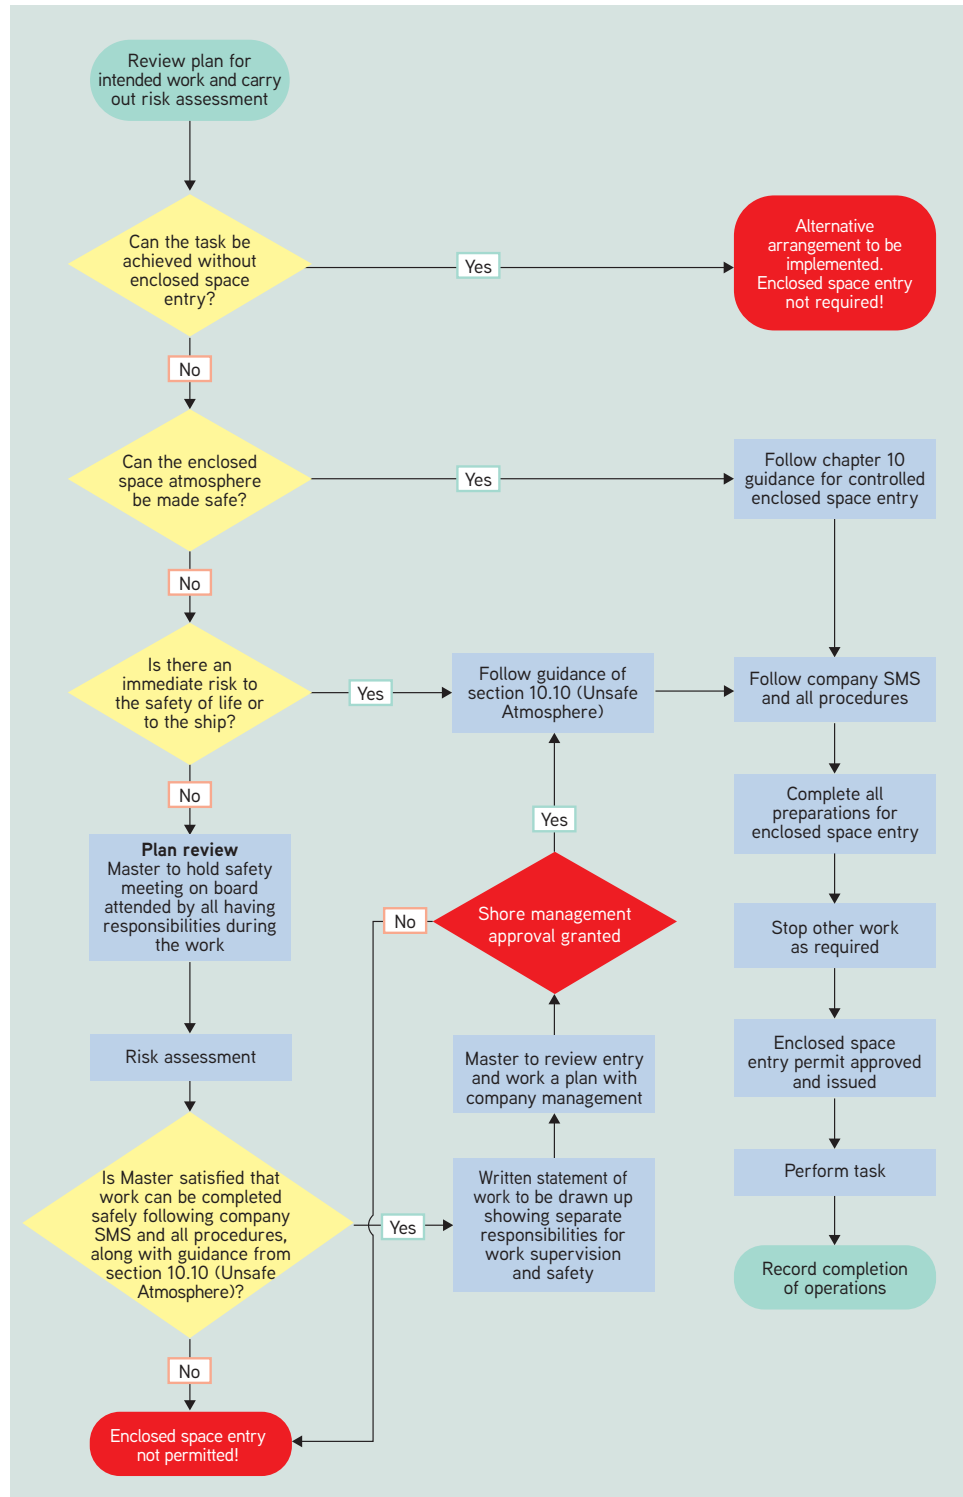 Review plan for
intended work and carry
out risk assessment
Can the task be
achieved without
enclosed space
entry?
Yes
Alternative
arrangement to be
implemented.
Enclosed space entry
not required!
No
Can the enclosed
space atmosphere
be made safe?
Yes
Follow chapter 10
guidance for controlled
enclosed space entry
No
Is there an
immediate risk to
the safety of life or
to the ship?
Yes
Follow guidance of
section 10.10 (Unsafe
Atmosphere)
Follow company SMS
and all procedures
No
Complete all
preparations for
enclosed space entry
Yes
Plan review
Master to hold safety
meeting on board
attended by all having
responsibilities during
the work
No
Shore management
approval granted
Stop other work
as required
Risk assessment
Master to review entry
and work a plan with
company management
Enclosed space
entry permit approved
and issued
Is Master satisfied that
work can be completed
safely following company
SMS and all procedures,
along with guidance from
section 10.10 (Unsafe
Atmosphere)?
Yes
Written statement of
work to be drawn up
showing separate
responsibilities for
work supervision
and safety
Perform task
Record completion
of operations
No
Enclosed space entry
not permitted!